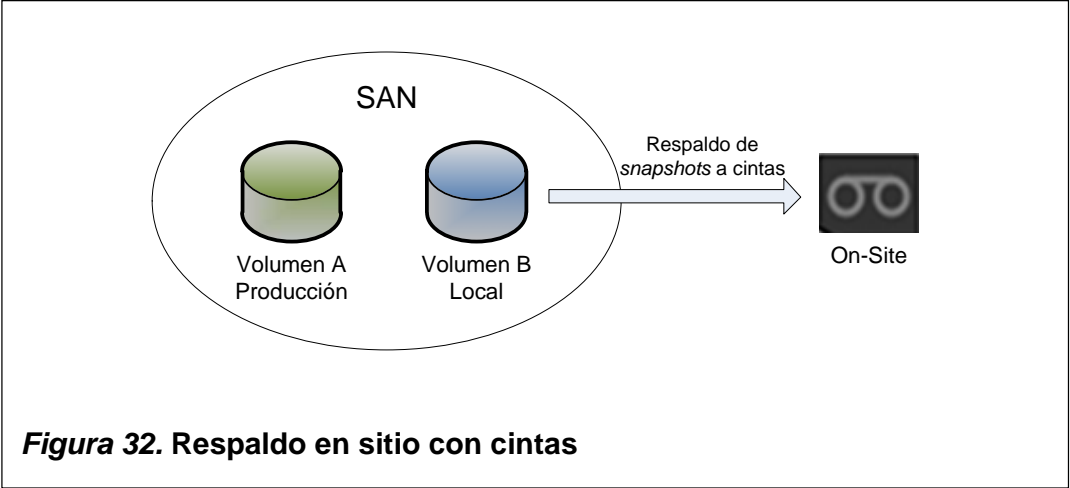 SAN
Volumen A
Producción
Volumen B
Local
Respaldo de
snapshots a cintas
On-Site
Figura 32. Respaldo en sitio con cintas